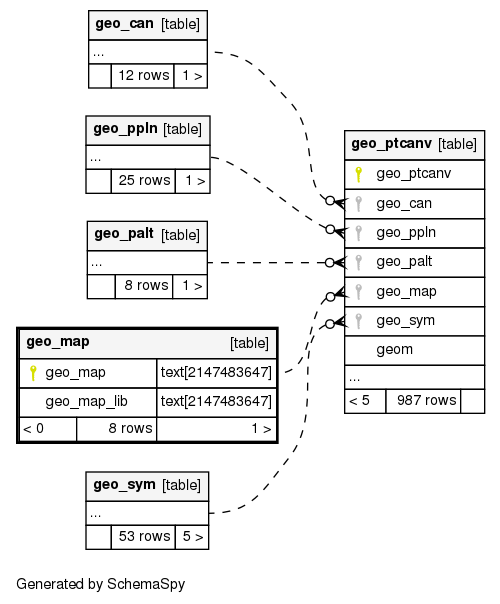 geo_can [table]
...
12 rows 1 >
geo_ppln [table]
...
25 rows 1 >
geo_palt [table]
...
8 rows 1 >
geo_map [table]
geo_map text[2147483647]
geo_map_lib text[2147483647]
< 0 8 rows 1 >
geo_sym [table]
...
53 rows 5 >
geo_ptcanv [table]
geo_ptcanv
geo_can
geo_ppln
geo_palt
geo_map
geo_sym
geom
...
< 5 987 rows
Generated by SchemaSpy